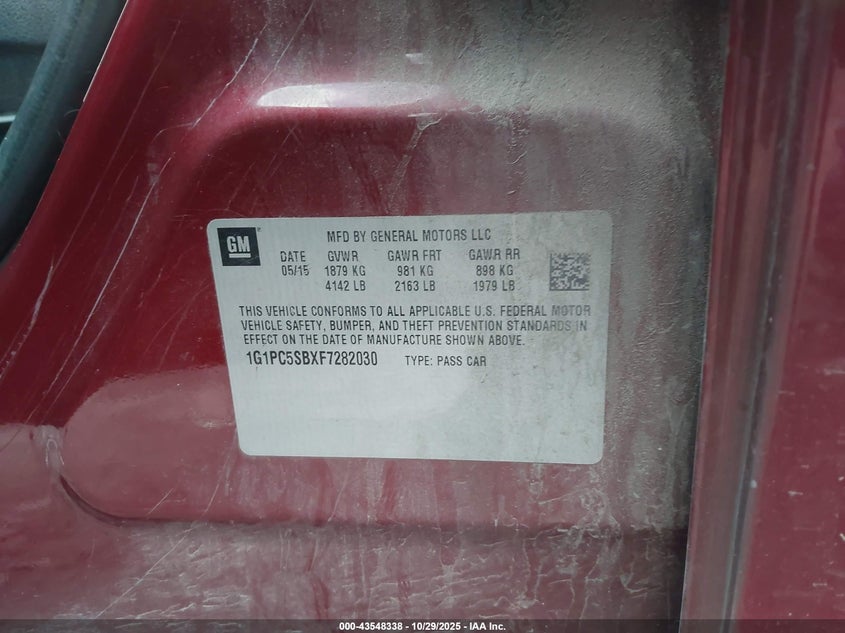 GM
MFD BY GENERAL MOTORS LLC
DATE GVWR GAWR FRT GAWR RR
05/15 1879 KG 981 KG 898 KG
4142 LB 2163 LB 1979 LB
THIS VEHICLE CONFORMS TO ALL APPLICABLE U.S. FEDERAL MOTOR
VEHICLE SAFETY, BUMPER, AND THEFT PREVENTION STANDARDS IN
EFFECT ON THE DATE OF MANUFACTURE SHOWN ABOVE.
1G1PC5SBXF7282030 TYPE: PASS CAR
000-43548338 - 10/29/2025 - IAA Inc.